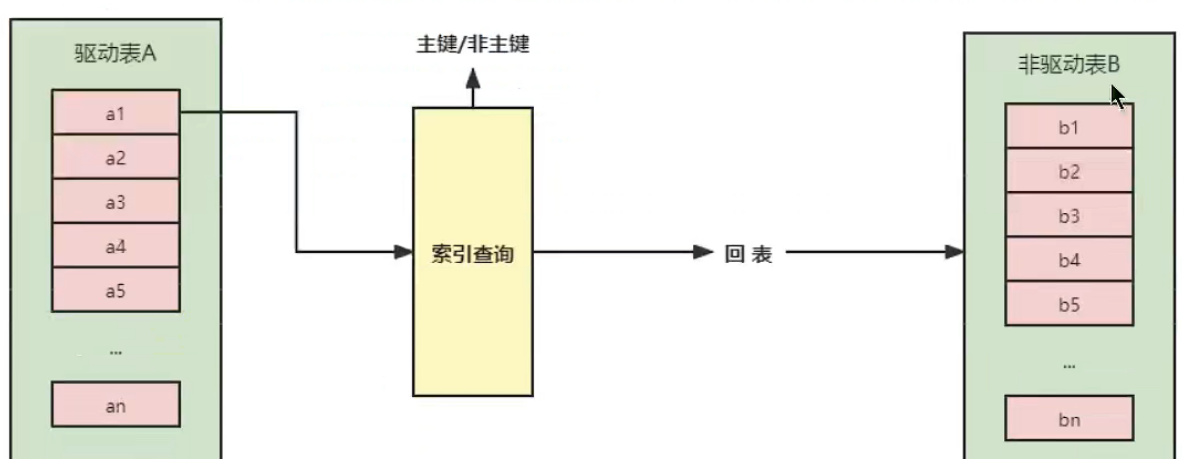 驱动表A
a1
a2
a3
a4
a5
...
an
主键/非主键
索引查询
回 表
非驱动表B
b1
b2
b3
b4
b5
...
bn